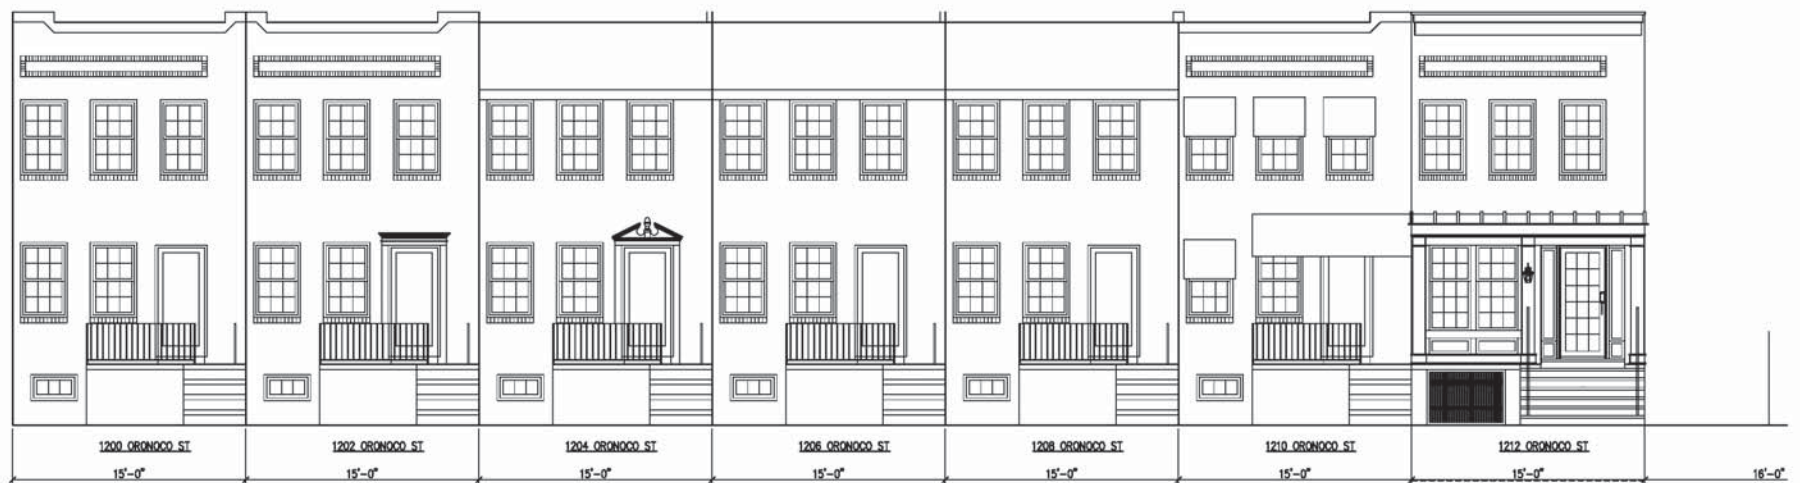 1200 ORONOCO ST
1202 ORONOCO ST
1204 ORONOCO ST
1206 ORONOCO ST
1208 ORONOCO ST
1210 ORONOCO ST
1212 ORONOCO ST
15'-0"
15'-0"
15'-0"
15'-0"
15'-0"
15'-0"
15'-0"
16'-0"